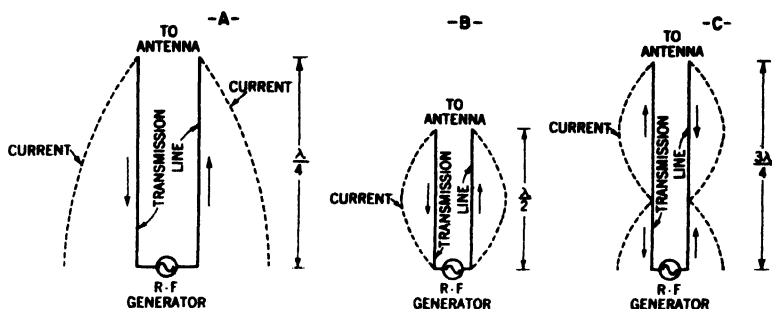 -A-
TO
ANTENNA
CURRENT
CURRENT
TRANSMISSION
LINE
λ/4
R·F
GENERATOR
-B-
TO
ANTENNA
CURRENT
TRANSMISSION
LINE
λ/2
R·F
GENERATOR
-C-
TO
ANTENNA
CURRENT
TRANSMISSION
LINE
3λ/4
R·F
GENERATOR